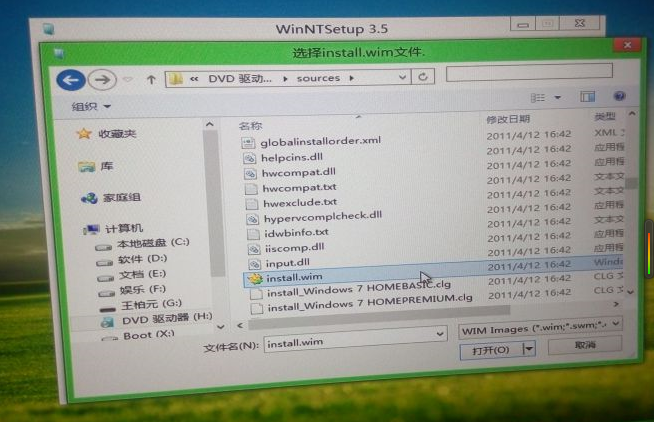 WinNTSetup 3.5
选择install.wim文件.
« DVD 驱动... ▸ sources ▸
组织 ▾
收藏夹
库
家庭组
计算机
本地磁盘 (C:)
软件 (D:)
文档 (E:)
娱乐 (F:)
王柏元 (G:)
DVD 驱动器 (H:)
Boot (X:)
名称 修改日期 类型
globalinstallorder.xml 2011/4/12 16:42 XML
helpcins.dll 2011/4/12 16:42 应用程
hwcompat.dll 2011/4/12 16:42 应用程
hwcompat.txt 2011/4/12 16:42 文本文
hwexclude.txt 2011/4/12 16:42 文本文
hypervcomplcheck.dll 2011/4/12 16:42 应用程
idwbinfo.txt 2011/4/12 16:42 文本文
iiscomp.dll 2011/4/12 16:42 应用程
input.dll 2011/4/12 16:42 应用程
install.wim 2011/4/12 16:42 Windo
install_Windows 7 HOMEBASIC.clg 2011/4/12 16:42 CLG
install_Windows 7 HOMEPREMIUM.clg 2011/4/12 16:42 CLG
文件名(N): install.wim WIM Images (*.wim;*.swm;*.
打开(O) 取消